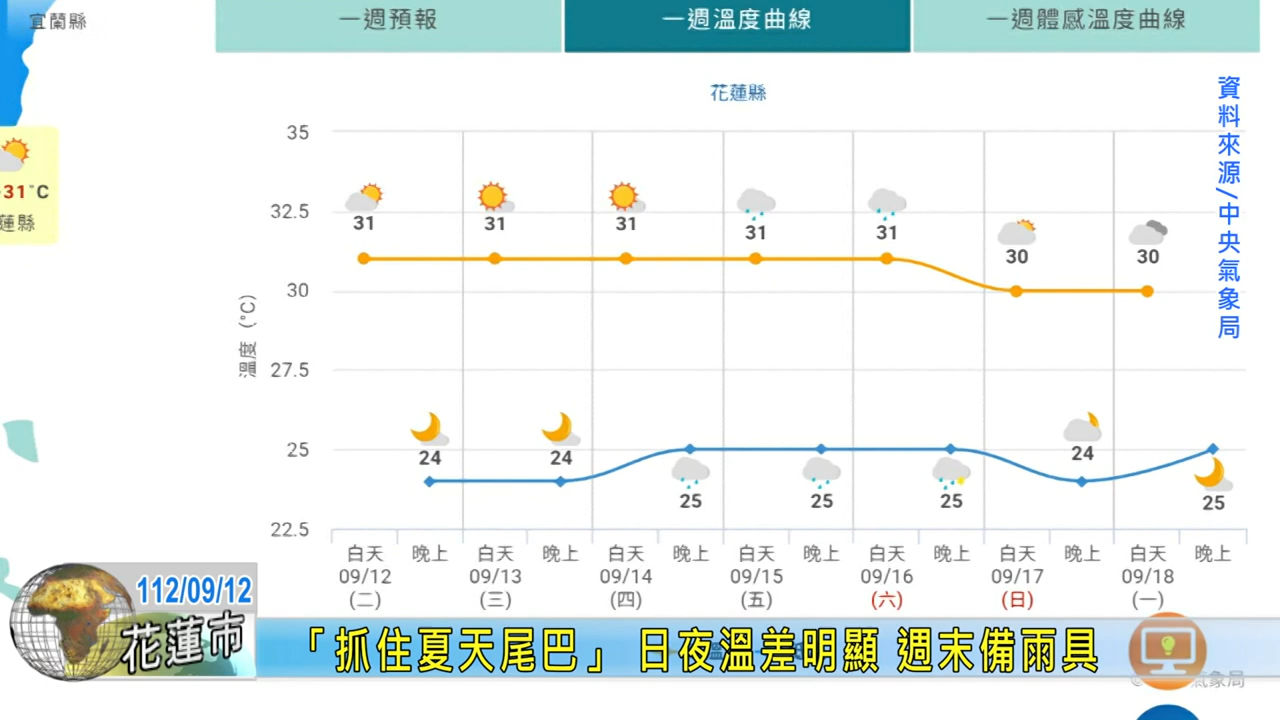 宜蘭縣
一週預報
一週溫度曲線
一週體感溫度曲線
花蓮縣
資料來源/中央氣象局
31°C
蓮縣
溫度 (°C)
35
32.5
30
27.5
25
22.5
31
31
31
31
31
30
30
24
24
25
25
25
24
25
白天 晚上 白天 晚上 白天 晚上 白天 晚上 白天 晚上 白天 晚上 白天 晚上
09/12 09/13 09/14 09/15 09/16 09/17 09/18
(二) (三) (四) (五) (六) (日) (一)
112/09/12
花蓮市
「抓住夏天尾巴」 日夜溫差明顯 週末備雨具
氣象局